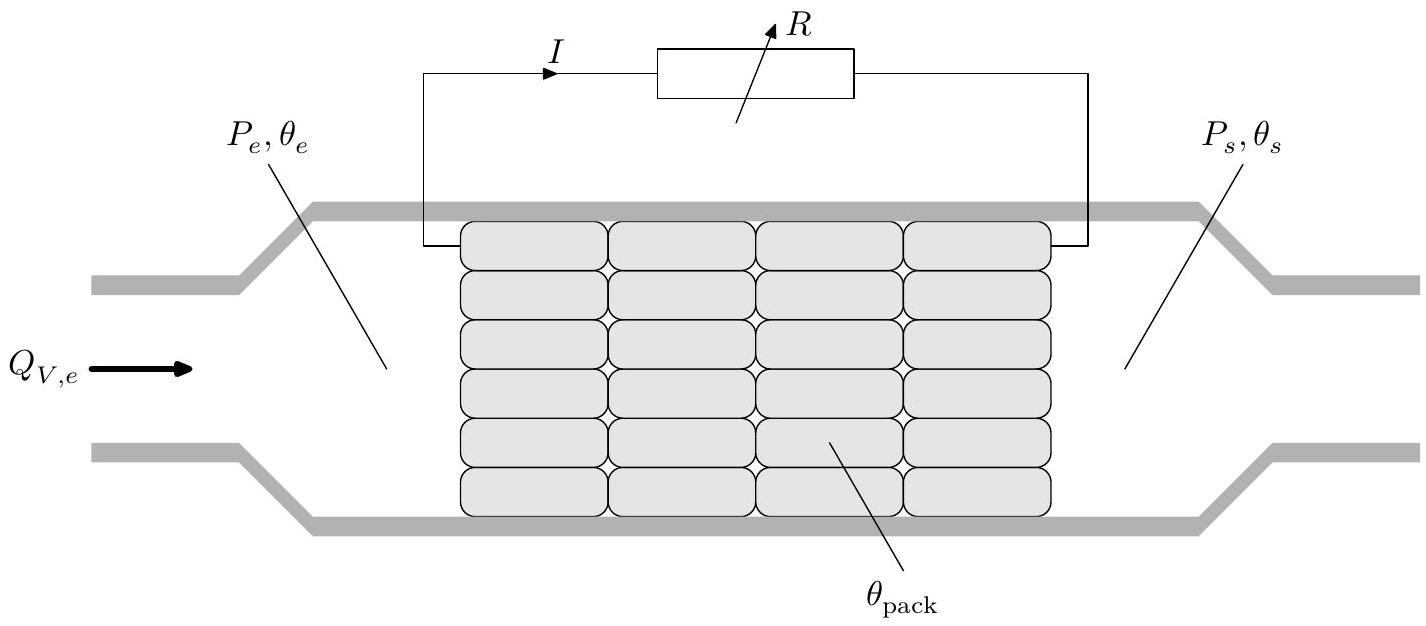 R
I
P_e, θ_e
P_s, θ_s
Q_{V,e}
θ_pack